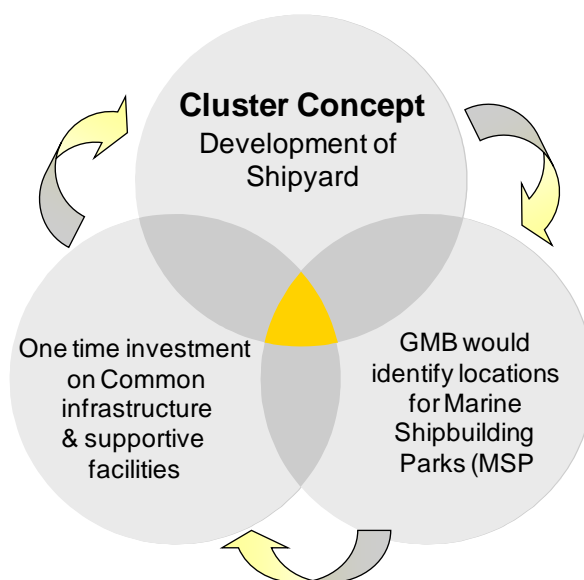 Cluster Concept
Development of
Shipyard
One time investment
on Common
infrastructure
& supportive
facilities
GMB would
identify locations
for Marine
Shipbuilding
Parks (MSP